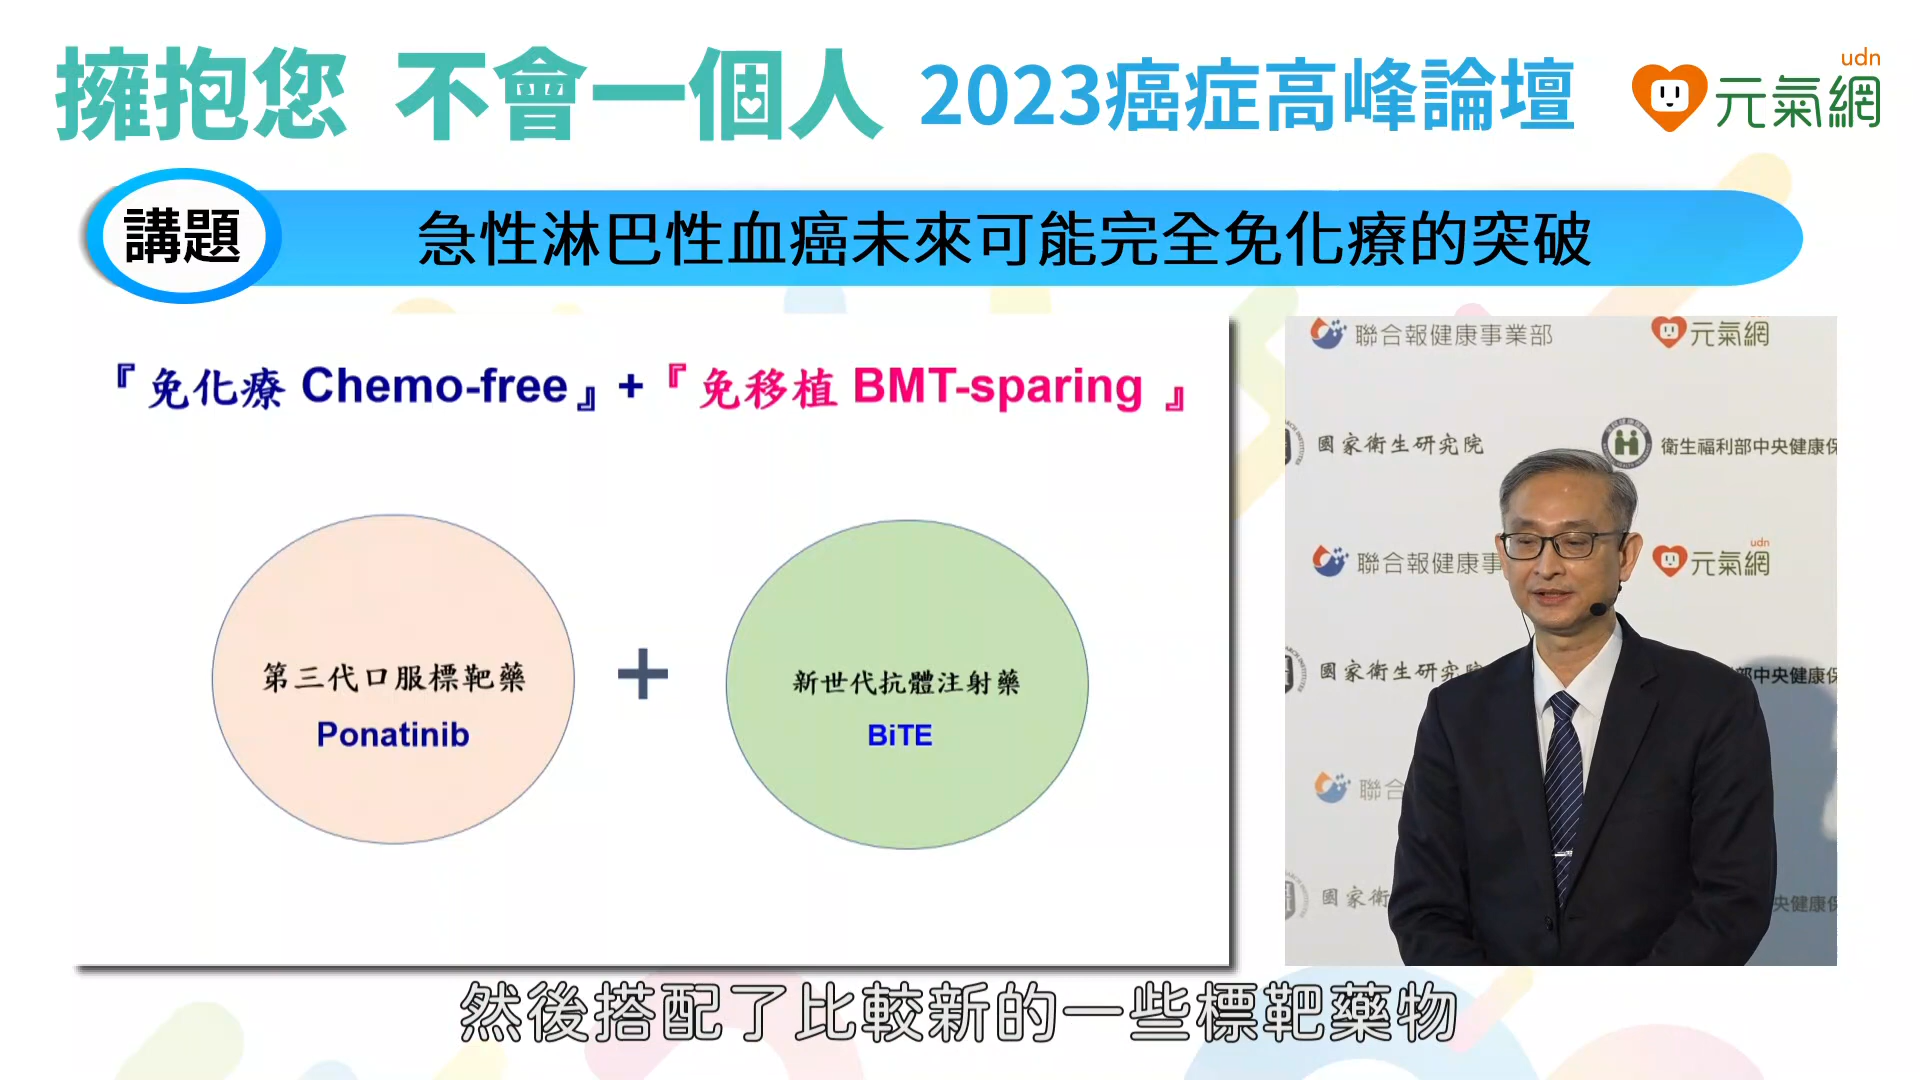 擁抱您 不會一個人 2023癌症高峰論壇
udn
元氣網
講題
急性淋巴性血癌未來可能完全免化療的突破
『免化療 Chemo-free』+『免移植 BMT-sparing 』
第三代口服標靶藥
Ponatinib
+
新世代抗體注射藥
BiTE
聯合報健康事業部
元氣網
國家衛生研究院
衛生福利部中央健康保
聯合報健康事
udn
元氣網
國家衛生研究院
部中央健康保
聯合
國家衛
央健康保
然後搭配了比較新的一些標靶藥物